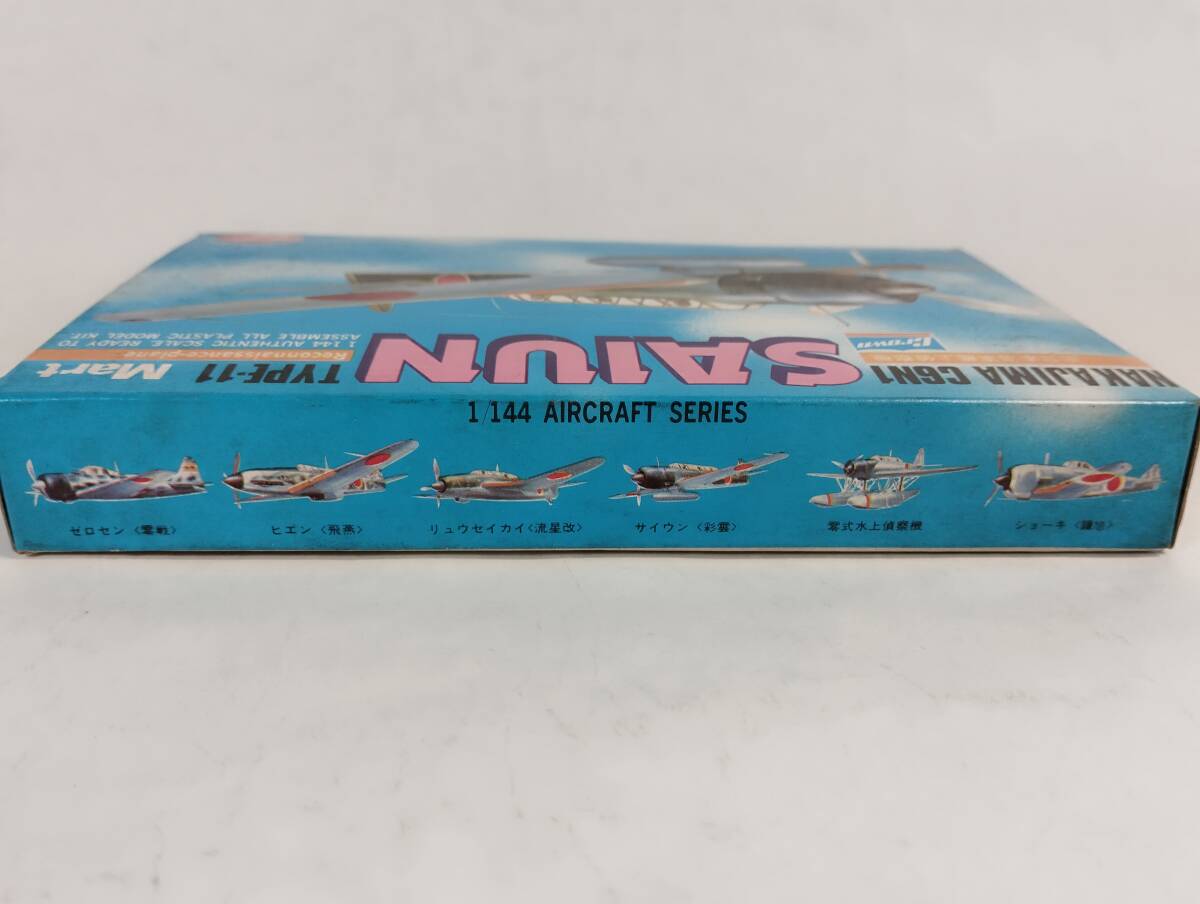 NAKAJIMA C6N1
SAIUN
TYPE-11
Mart
Crown
Reconnaissance-plane
1/144 AUTHENTIC SCALE, READY TO
ASSEMBLE ALL PLASTIC MODEL KIT.
1/144 AIRCRAFT SERIES
ゼロセン〈零戦〉
ヒエン〈飛燕〉
リュウセイカイ〈流星改〉
サイウン〈彩雲〉
零式水上偵察機
ショーキ〈鍾馗〉